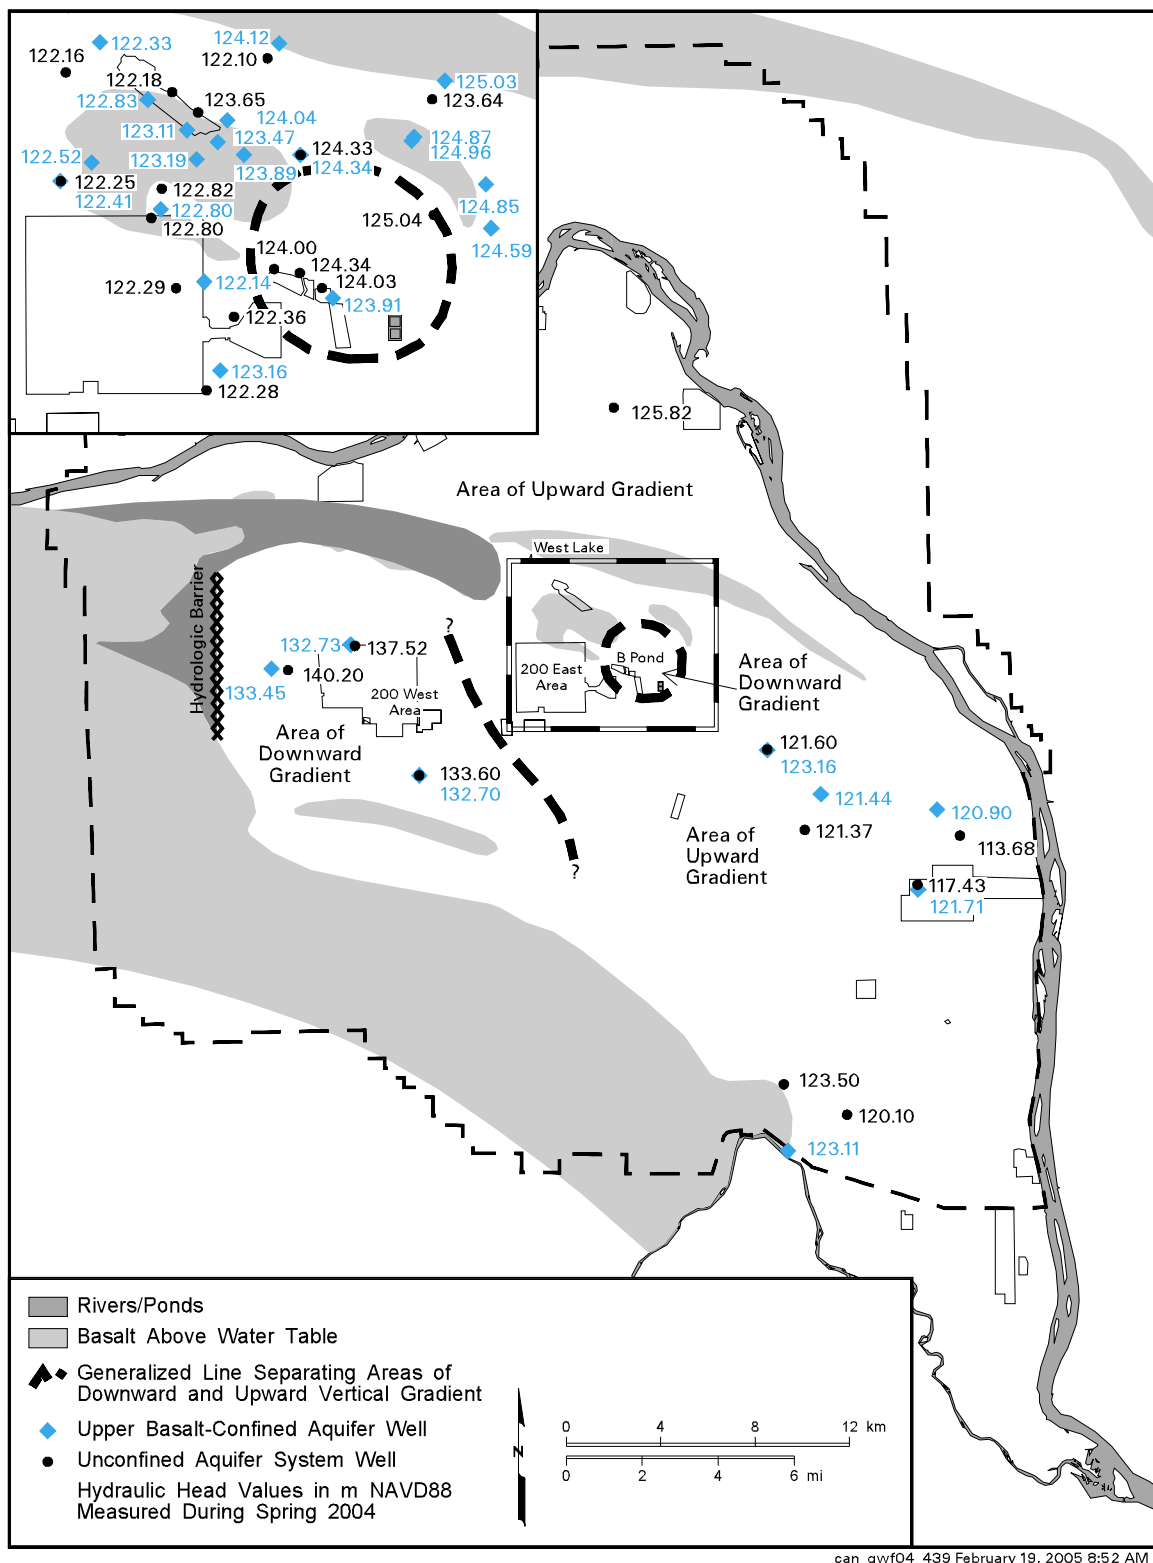 122.33
124.12
122.16
122.10
125.03
122.18
123.64
122.83
123.65
124.04
123.11
123.47
124.87
124.96
124.33
122.52
123.19
123.89
124.34
122.25
122.82
122.41
122.80
124.85
122.80
125.04
124.59
124.00
124.34
122.29
122.14
124.03
123.91
122.36
123.16
122.28
125.82
Area of Upward Gradient
West Lake
Hydrologic Barrier
?
132.73
137.52
B Pond
140.20
133.45
200 West
Area
200 East
Area
Area of
Downward
Gradient
Area of
Downward
Gradient
121.60
123.16
133.60
132.70
121.44
120.90
121.37
Area of
Upward
Gradient
113.68
?
117.43
121.71
123.50
120.10
123.11
Rivers/Ponds
Basalt Above Water Table
Generalized Line Separating Areas of
Downward and Upward Vertical Gradient
Upper Basalt-Confined Aquifer Well
Unconfined Aquifer System Well
Hydraulic Head Values in m NAVD88
Measured During Spring 2004
N
0 4 8 12 km
0 2 4 6 mi
can_gwf04_439 February 19, 2005 8:52 AM